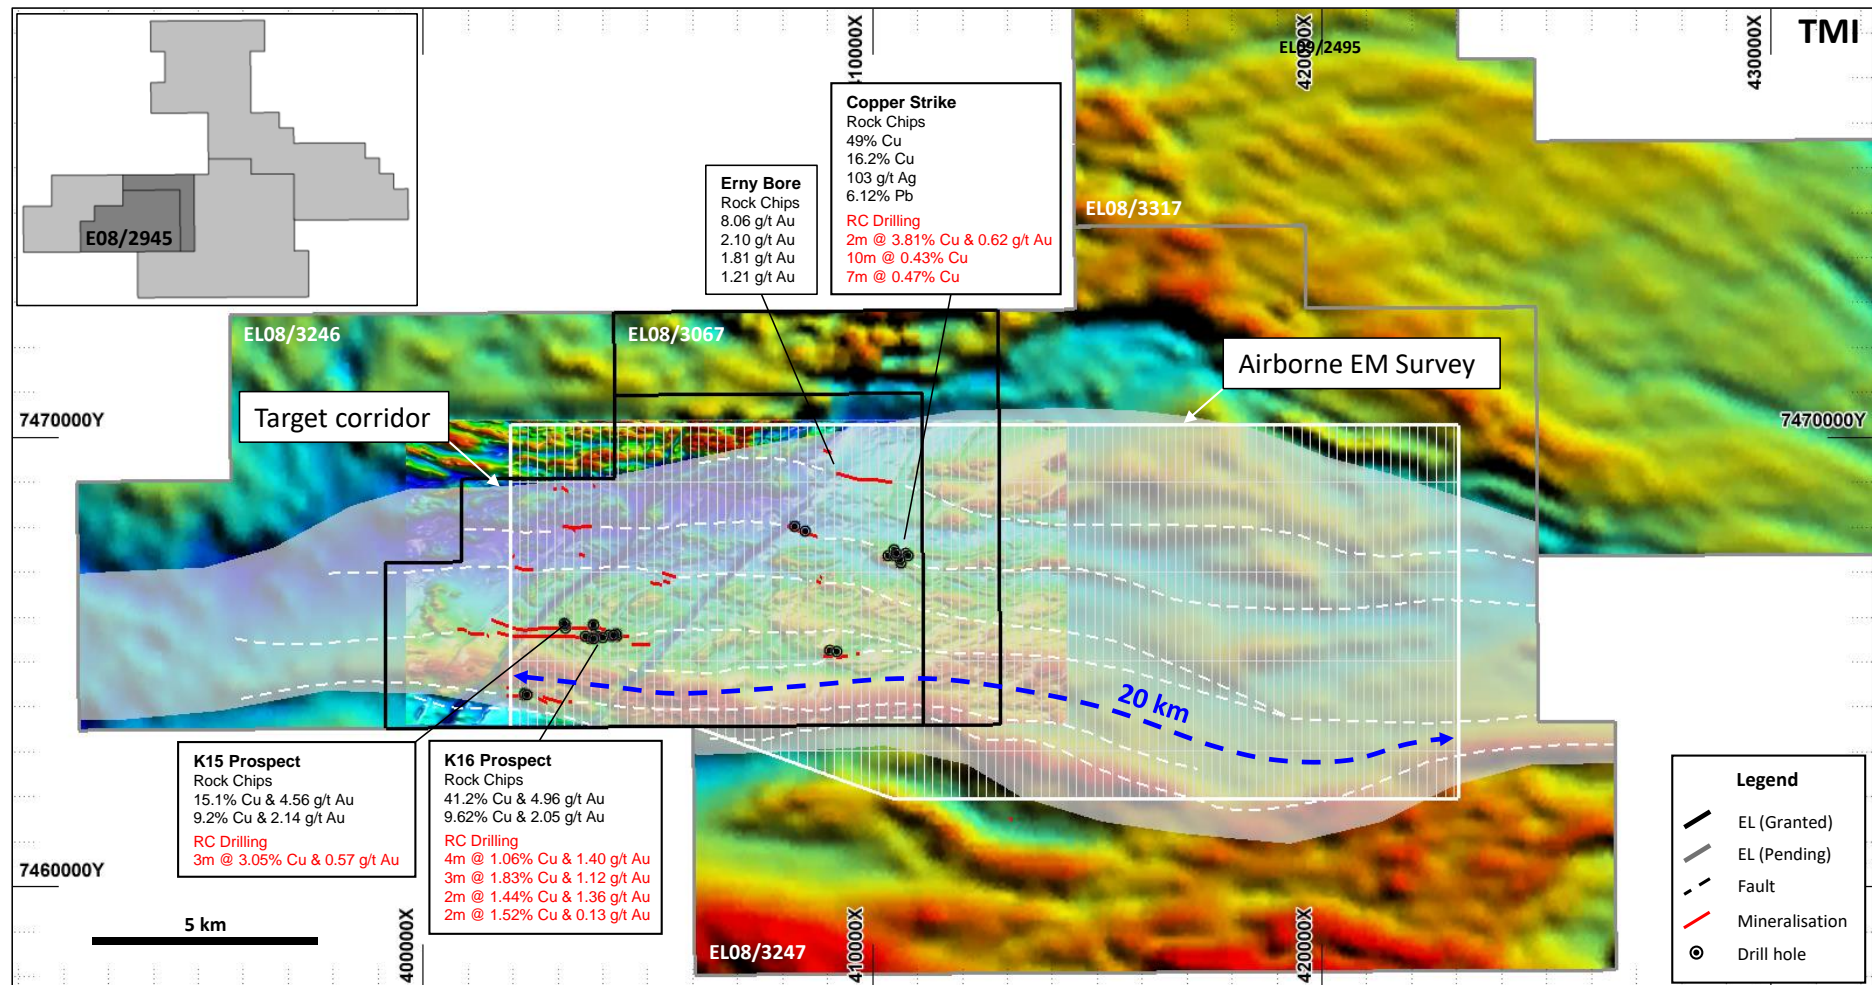 TMI
400000X
410000X
420000X
430000X
EL09/2495
E08/2945
Copper Strike
Rock Chips
49% Cu
16.2% Cu
103 g/t Ag
6.12% Pb
RC Drilling
2m @ 3.81% Cu & 0.62 g/t Au
10m @ 0.43% Cu
7m @ 0.47% Cu
Erny Bore
Rock Chips
8.06 g/t Au
2.10 g/t Au
1.81 g/t Au
1.21 g/t Au
EL08/3317
EL08/3246
EL08/3067
Airborne EM Survey
Target corridor
7470000Y
7470000Y
20 km
K15 Prospect
Rock Chips
15.1% Cu & 4.56 g/t Au
9.2% Cu & 2.14 g/t Au
RC Drilling
3m @ 3.05% Cu & 0.57 g/t Au
K16 Prospect
Rock Chips
41.2% Cu & 4.96 g/t Au
9.62% Cu & 2.05 g/t Au
RC Drilling
4m @ 1.06% Cu & 1.40 g/t Au
3m @ 1.83% Cu & 1.12 g/t Au
2m @ 1.44% Cu & 1.36 g/t Au
2m @ 1.52% Cu & 0.13 g/t Au
7460000Y
5 km
410000X
420000X
EL08/3247
Legend
EL (Granted)
EL (Pending)
Fault
Mineralisation
Drill hole